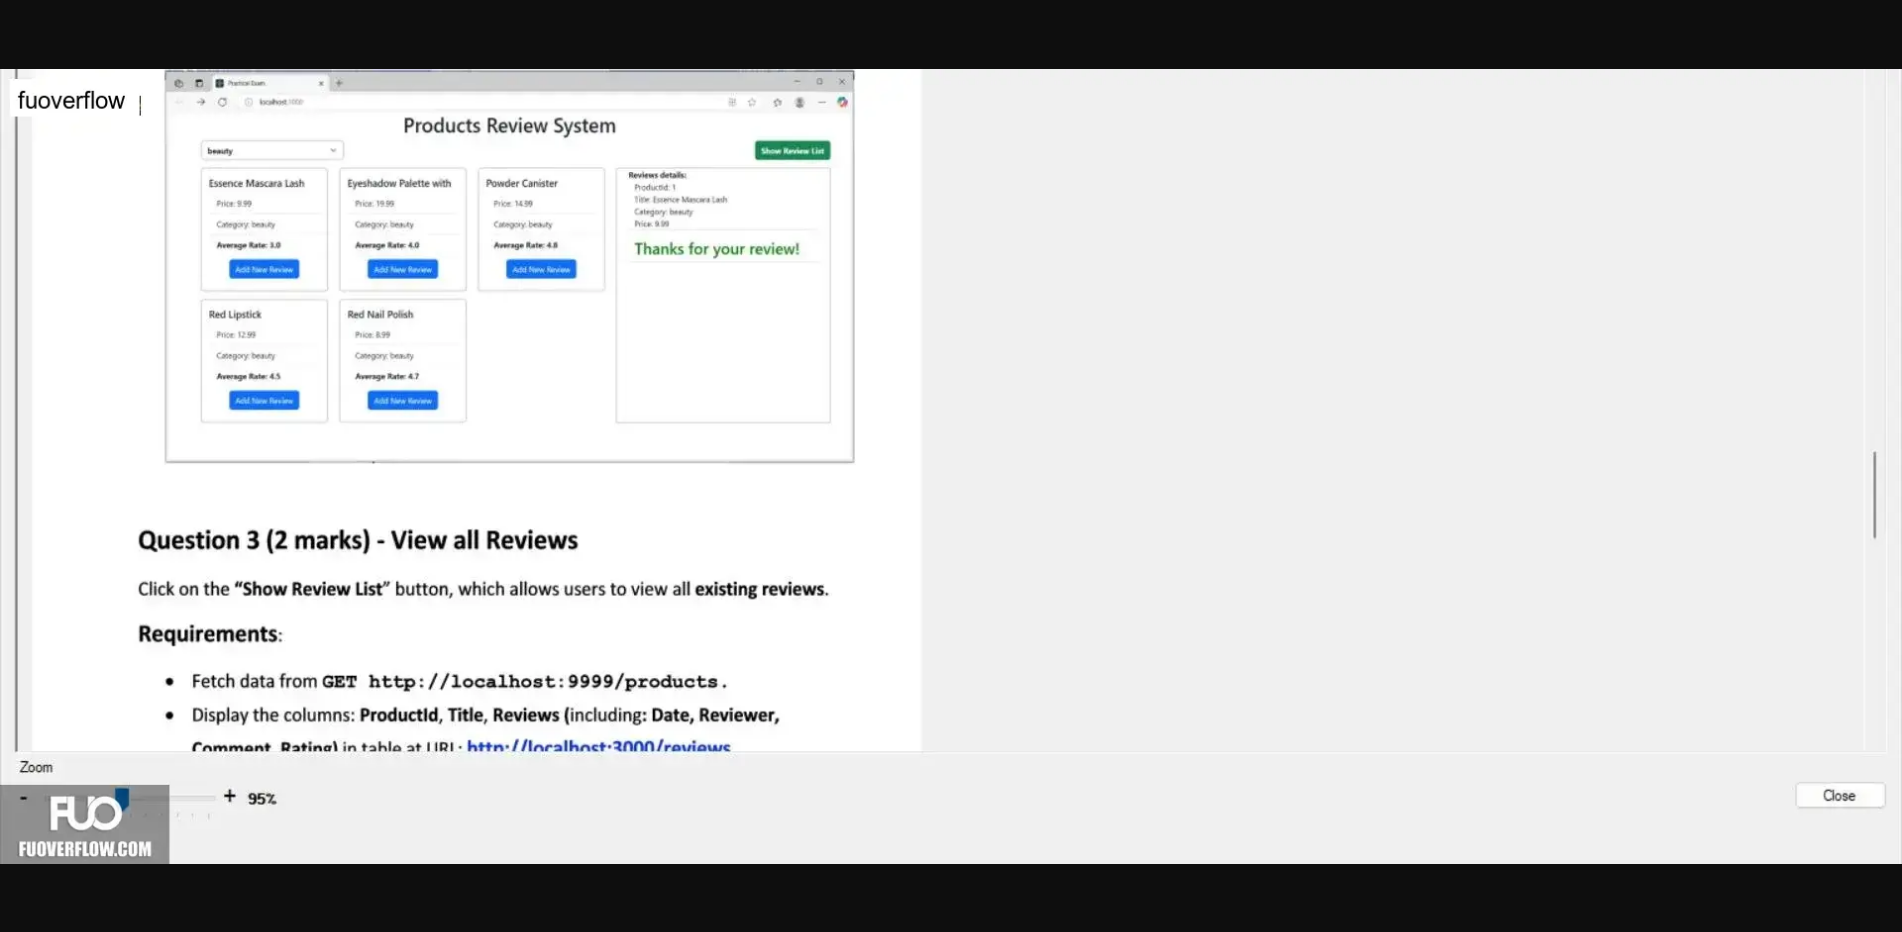 Practical Exam
fuoverflow
localhost:3000
Products Review System
beauty
Show Review List
Essence Mascara Lash
Price: 9.99
Category: beauty
Average Rate: 3.0
Add New Review
Eyeshadow Palette with
Price: 19.99
Category: beauty
Average Rate: 4.0
Add New Review
Powder Canister
Price: 14.99
Category: beauty
Average Rate: 4.8
Add New Review
Reviews details:
ProductId: 1
Title: Essence Mascara Lash
Category: beauty
Price: 9.99
Thanks for your review!
Red Lipstick
Price: 12.99
Category: beauty
Average Rate: 4.5
Add New Review
Red Nail Polish
Price: 8.99
Category: beauty
Average Rate: 4.7
Add New Review
Question 3 (2 marks) - View all Reviews
Click on the “Show Review List” button, which allows users to view all existing reviews.
Requirements:
• Fetch data from GET http://localhost:9999/products.
• Display the columns: ProductId, Title, Reviews (including: Date, Reviewer,
Comment, Rating) in table at URL: http://localhost:3000/reviews
Zoom
- + 95%
Close
FUO
FUOVERFLOW.COM